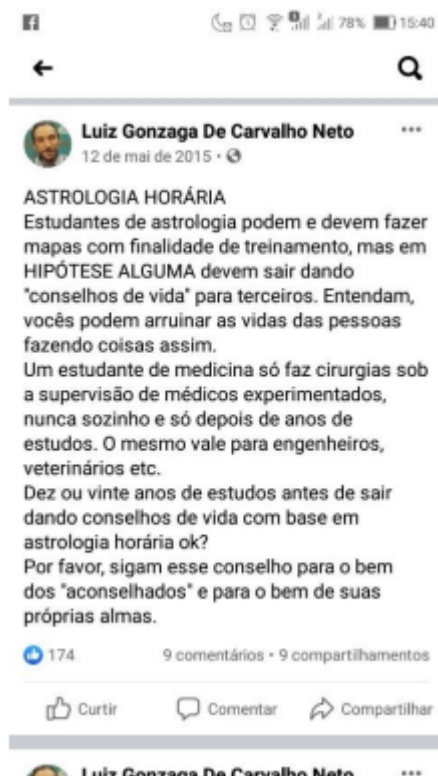 78% 15:40
Luiz Gonzaga De Carvalho Neto
12 de mai de 2015 ·
ASTROLOGIA HORÁRIA
Estudantes de astrologia podem e devem fazer
mapas com finalidade de treinamento, mas em
HIPÓTESE ALGUMA devem sair dando
"conselhos de vida" para terceiros. Entendam,
vocês podem arruinar as vidas das pessoas
fazendo coisas assim.
Um estudante de medicina só faz cirurgias sob
a supervisão de médicos experimentados,
nunca sozinho e só depois de anos de
estudos. O mesmo vale para engenheiros,
veterinários etc.
Dez ou vinte anos de estudos antes de sair
dando conselhos de vida com base em
astrologia horária ok?
Por favor, sigam esse conselho para o bem
dos "aconselhados" e para o bem de suas
próprias almas.
174 9 comentários • 9 compartilhamentos
Curtir Comentar Compartilhar
Luiz Gonzaga De Carvalho Neto